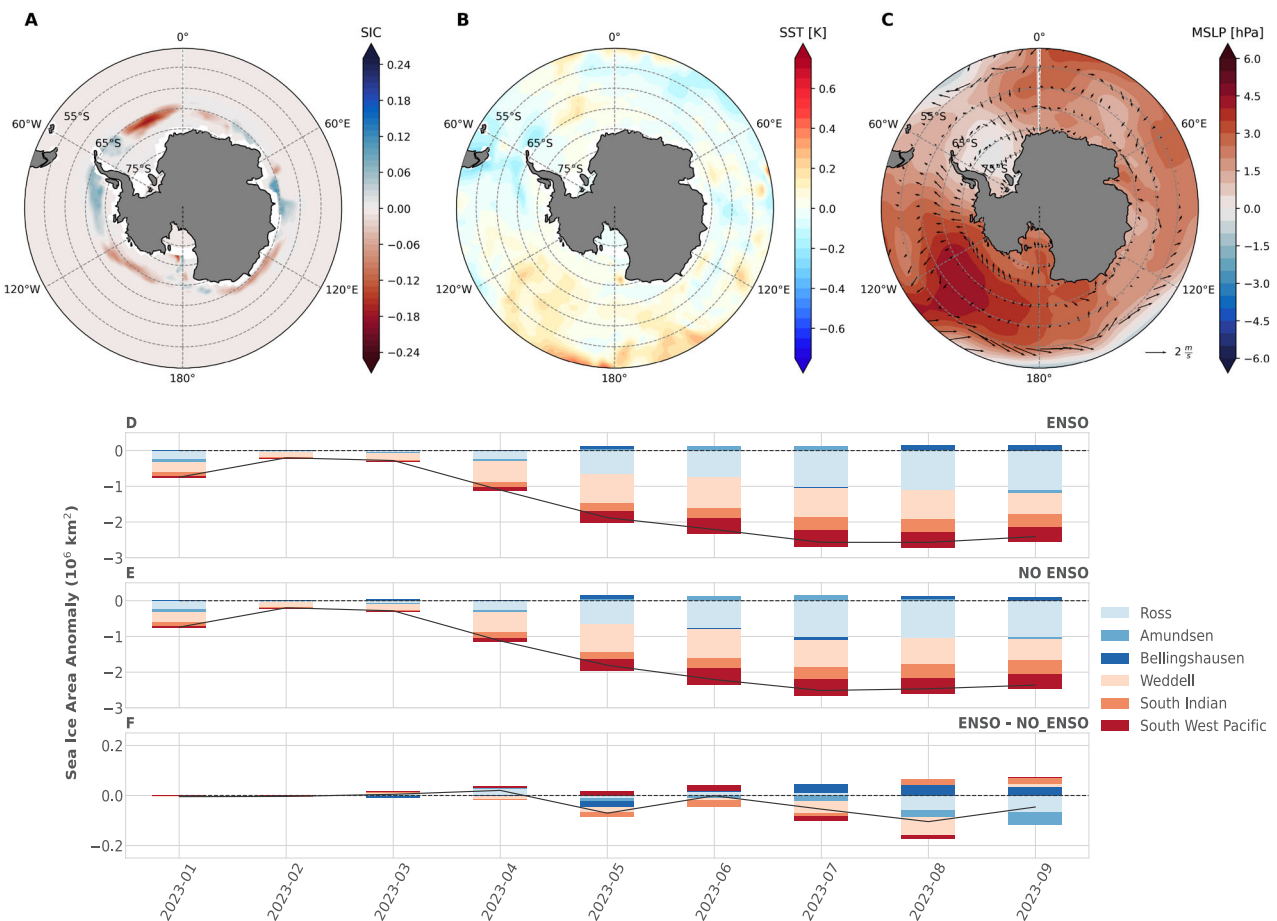 A
SIC
0°
60°W
55°S
65°S
75°S
60°E
120°W
120°E
180°
0.24
0.18
0.12
0.06
0.00
−0.06
−0.12
−0.18
−0.24
B
SST [K]
0°
60°W
55°S
65°S
75°S
60°E
120°W
120°E
180°
0.6
0.4
0.2
0.0
−0.2
−0.4
−0.6
C
MSLP [hPa]
0°
60°W
55°S
65°S
75°S
60°E
120°W
120°E
180°
2 m/s
6.0
4.5
3.0
1.5
0.0
−1.5
−3.0
−4.5
−6.0
Sea Ice Area Anomaly (10⁶ km²)
D
ENSO
0
−1
−2
−3
E
NO ENSO
0
−1
−2
−3
F
ENSO - NO_ENSO
0.2
0.0
−0.2
2023-01
2023-02
2023-03
2023-04
2023-05
2023-06
2023-07
2023-08
2023-09
Ross
Amundsen
Bellingshausen
Weddell
South Indian
South West Pacific